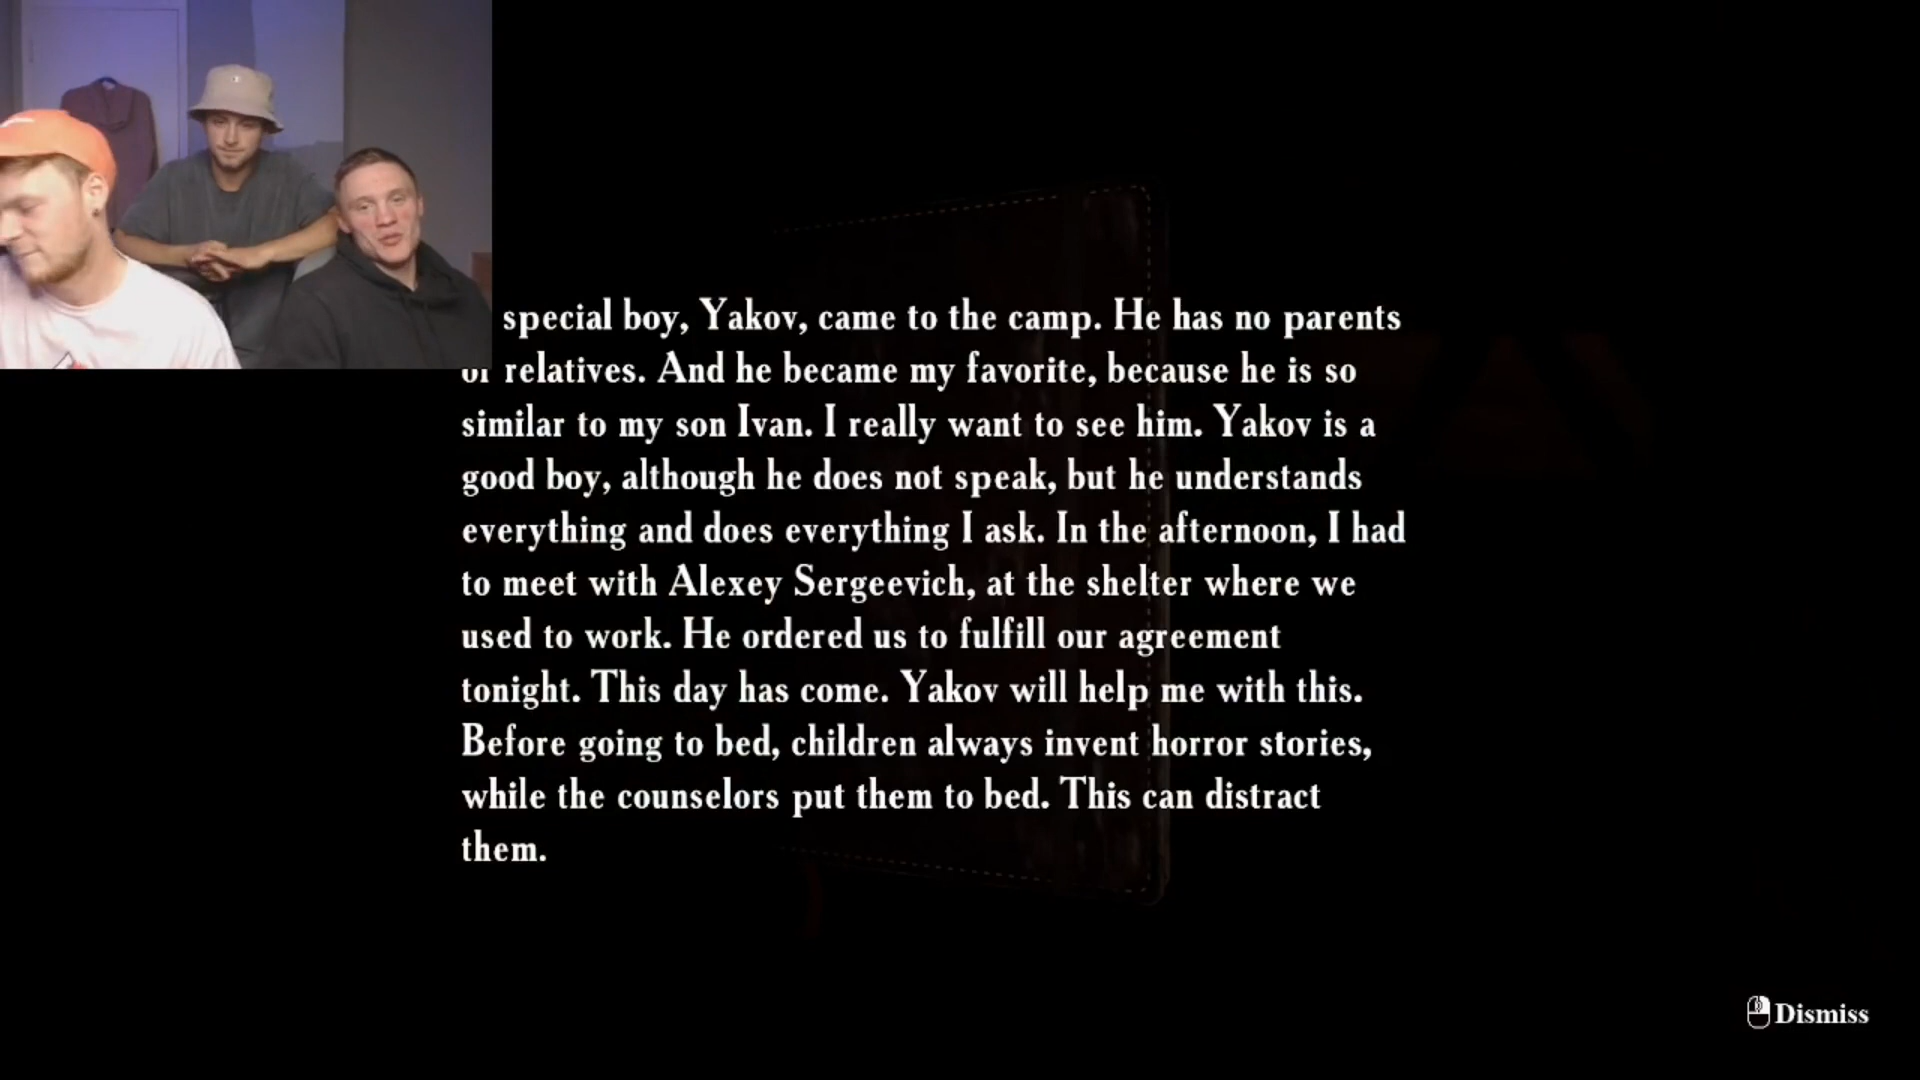 special boy, Yakov, came to the camp. He has no parents
or relatives. And he became my favorite, because he is so
similar to my son Ivan. I really want to see him. Yakov is a
good boy, although he does not speak, but he understands
everything and does everything I ask. In the afternoon, I had
to meet with Alexey Sergeevich, at the shelter where we
used to work. He ordered us to fulfill our agreement
tonight. This day has come. Yakov will help me with this.
Before going to bed, children always invent horror stories,
while the counselors put them to bed. This can distract
them.
Dismiss